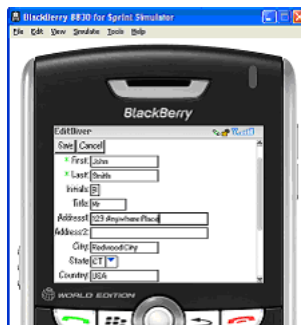 BlackBerry 8830 for Sprint Simulator
File Edit View Simulate Tools Help
BlackBerry
EditDiver
Save Cancel
* First: John
* Last: Smith
Initials: B
Title: Mr
Address1: 123 Anywhere Place
Address2:
City: Redwood City
State: CT
Country: USA
WORLD EDITION